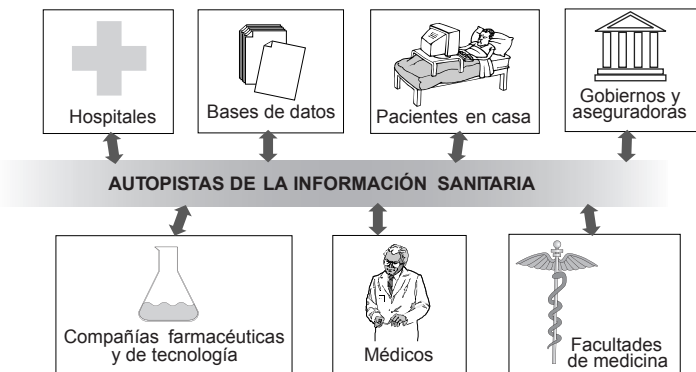 Hospitales
Bases de datos
Pacientes en casa
Gobiernos y
aseguradoras
AUTOPISTAS DE LA INFORMACIÓN SANITARIA
Compañías farmacéuticas
y de tecnología
Médicos
Facultades
de medicina